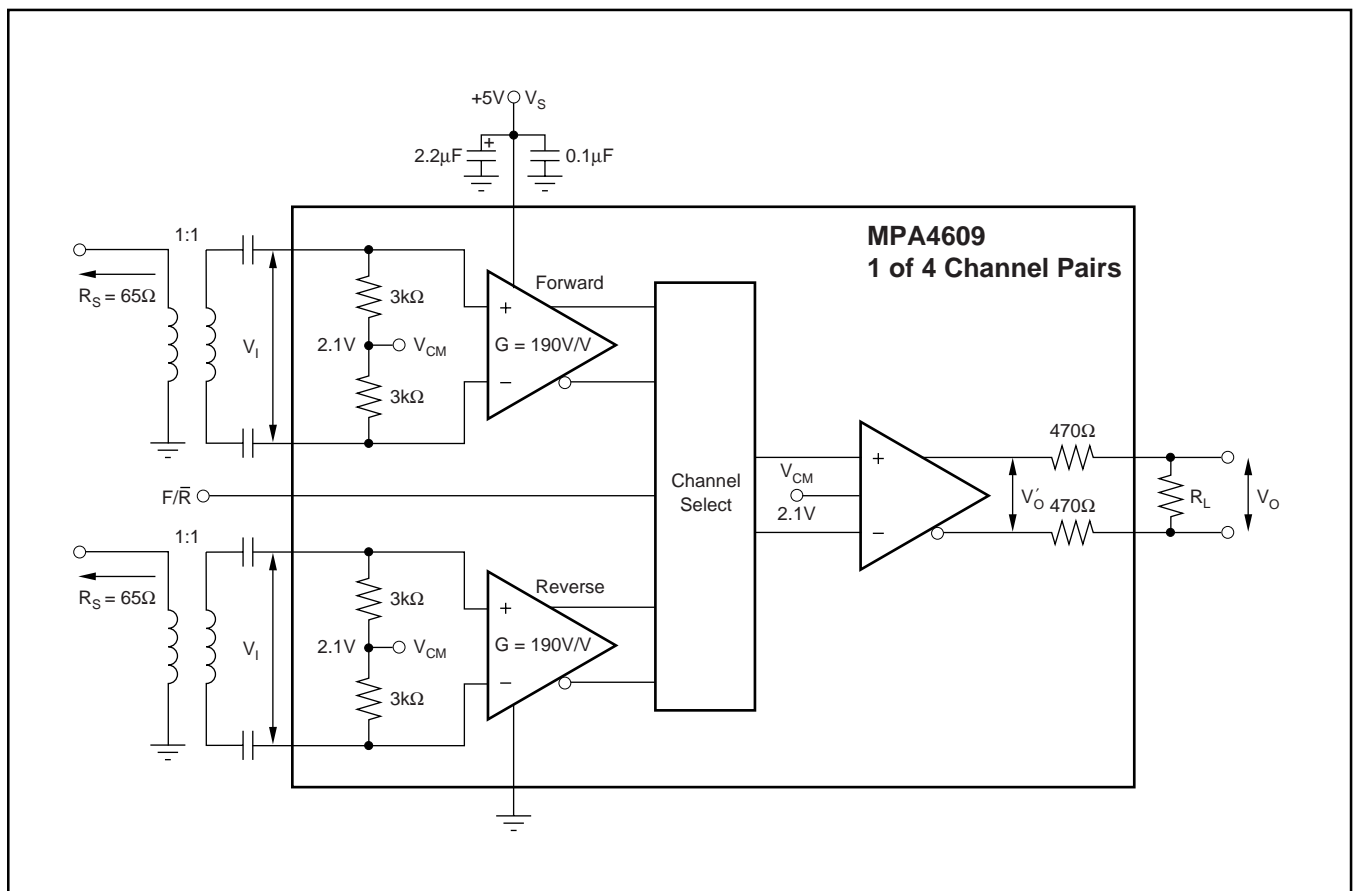 +5V V_S
2.2µF + 0.1µF
MPA4609
1 of 4 Channel Pairs
1:1
R_S = 65Ω
V_I
3kΩ
2.1V V_CM
3kΩ
+
−
Forward
G = 190V/V
F/R̅
Channel
Select
V_CM
2.1V
+
−
470Ω
V′_O
470Ω
R_L
V_O
1:1
R_S = 65Ω
V_I
3kΩ
2.1V V_CM
3kΩ
+
−
Reverse
G = 190V/V